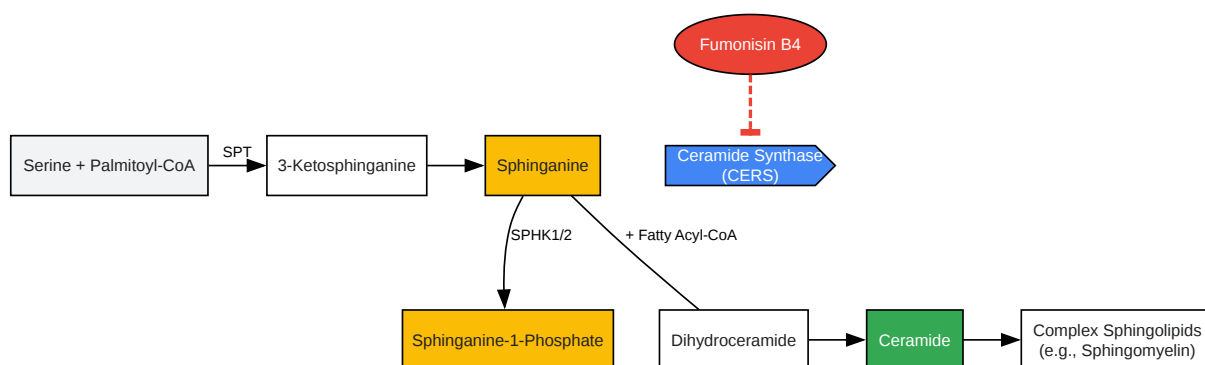 Fumonisin B4
Serine + Palmitoyl-CoA
SPT
3-Ketosphinganine
Sphinganine
Ceramide Synthase
(CERS)
SPHK1/2
+ Fatty Acyl-CoA
Sphinganine-1-Phosphate
Dihydroceramide
Ceramide
Complex Sphingolipids
(e.g., Sphingomyelin)